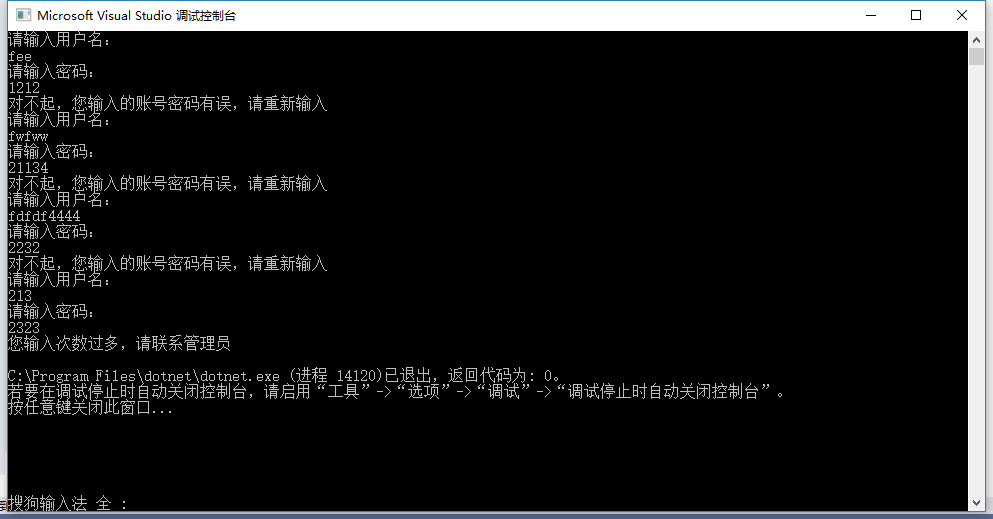 Microsoft Visual Studio 调试控制台
请输入用户名：
fee
请输入密码：
1212
对不起，您输入的账号密码有误，请重新输入
请输入用户名：
fwfww
请输入密码：
21134
对不起，您输入的账号密码有误，请重新输入
请输入用户名：
fdfdf4444
请输入密码：
2232
对不起，您输入的账号密码有误，请重新输入
请输入用户名：
213
请输入密码：
2323
您输入次数过多，请联系管理员
C:\Program Files\dotnet\dotnet.exe (进程 14120)已退出，返回代码为: 0。
若要在调试停止时自动关闭控制台，请启用“工具”->“选项”->“调试”->“调试停止时自动关闭控制台”。
按任意键关闭此窗口...
搜狗输入法 全 :